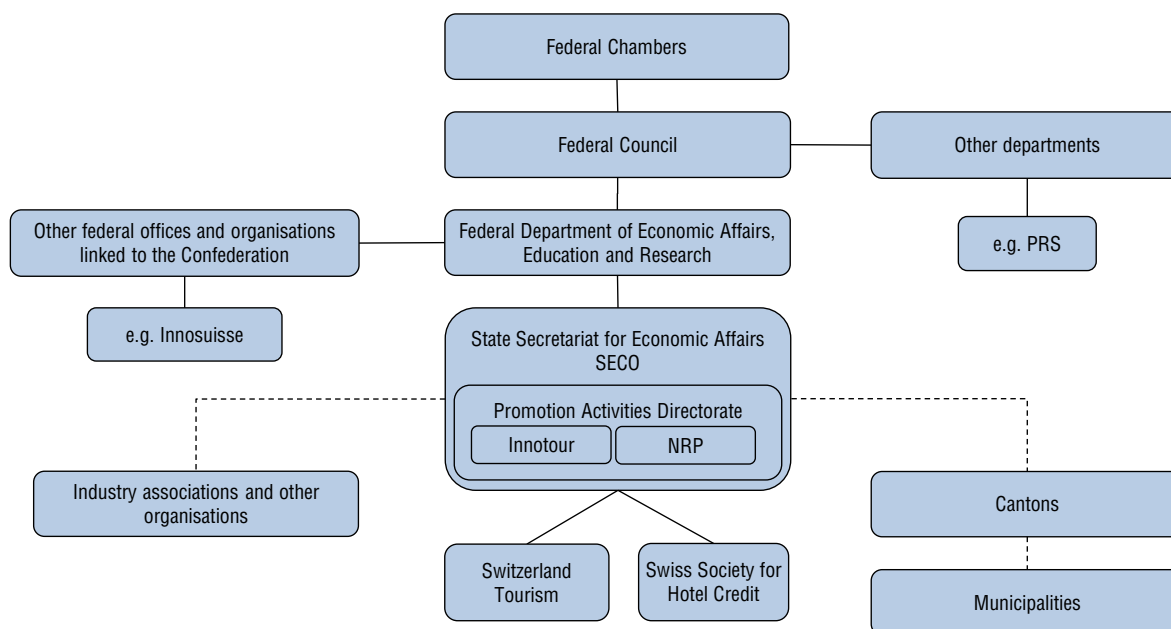 Federal Chambers
Federal Council
Other departments
Other federal offices and organisations
linked to the Confederation
Federal Department of Economic Affairs,
Education and Research
e.g. PRS
e.g. Innosuisse
State Secretariat for Economic Affairs
SECO
Promotion Activities Directorate
Innotour
NRP
Industry associations and other
organisations
Cantons
Switzerland
Tourism
Swiss Society for
Hotel Credit
Municipalities